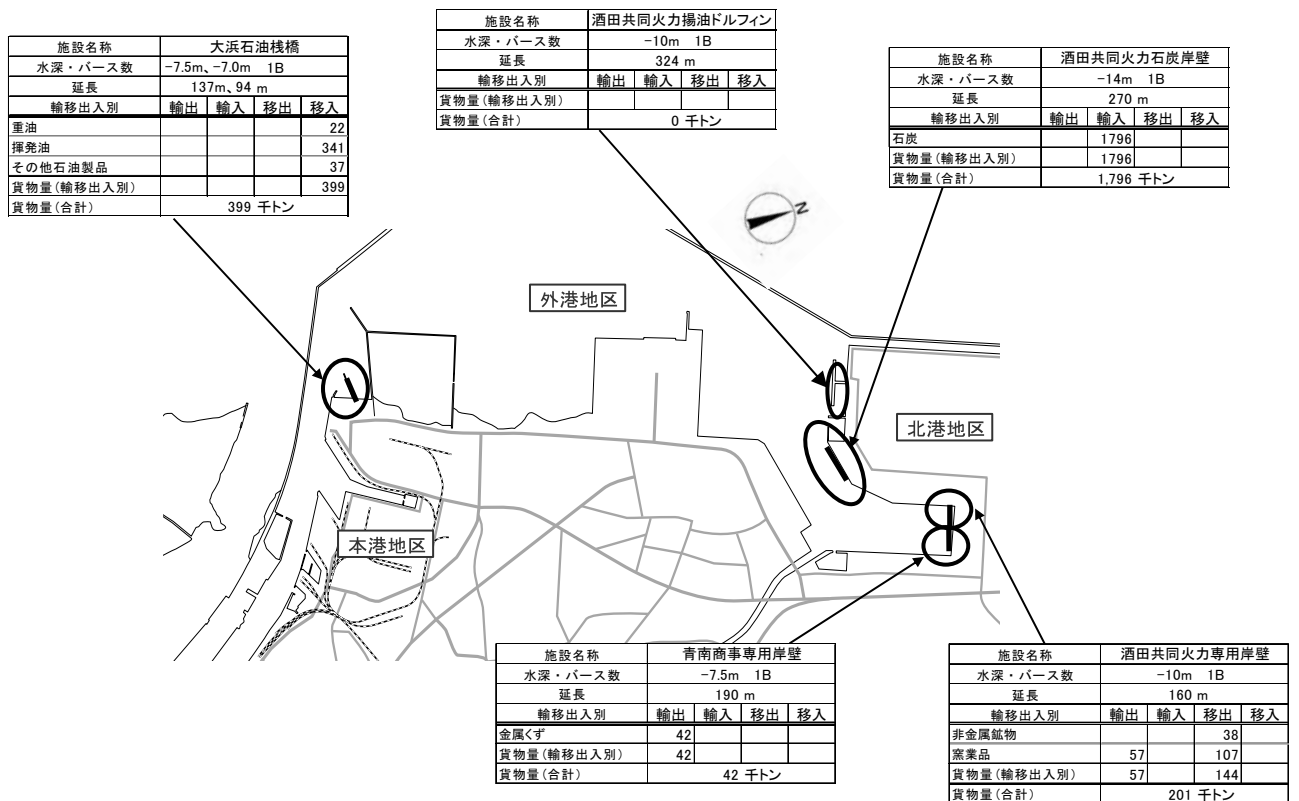 施設名称 大浜石油桟橋
水深・バース数 -7.5m、-7.0m 1B
延長 137m、94 m
輸移出入別 輸出 輸入 移出 移入
重油 22
揮発油 341
その他石油製品 37
貨物量(輸移出入別) 399
貨物量(合計) 399 千トン
施設名称 酒田共同火力揚油ドルフィン
水深・バース数 -10m 1B
延長 324 m
輸移出入別 輸出 輸入 移出 移入
貨物量(輸移出入別)
貨物量(合計) 0 千トン
施設名称 酒田共同火力石炭岸壁
水深・バース数 -14m 1B
延長 270 m
輸移出入別 輸出 輸入 移出 移入
石炭 1796
貨物量(輸移出入別) 1796
貨物量(合計) 1,796 千トン
N
外港地区
北港地区
本港地区
施設名称 青南商事専用岸壁
水深・バース数 -7.5m 1B
延長 190 m
輸移出入別 輸出 輸入 移出 移入
金属くず 42
貨物量(輸移出入別) 42
貨物量(合計) 42 千トン
施設名称 酒田共同火力専用岸壁
水深・バース数 -10m 1B
延長 160 m
輸移出入別 輸出 輸入 移出 移入
非金属鉱物 38
窯業品 57 107
貨物量(輸移出入別) 57 144
貨物量(合計) 201 千トン